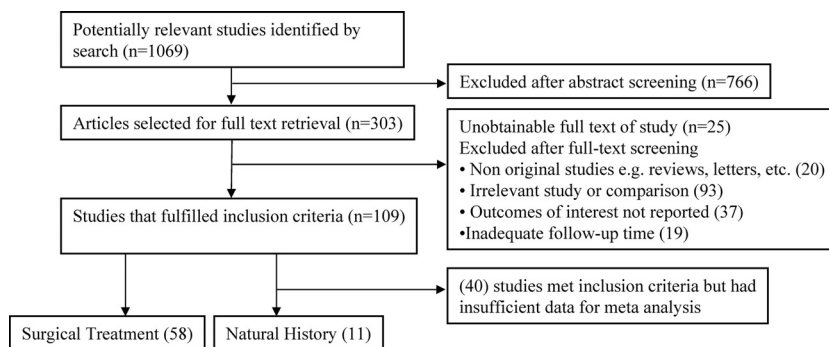 Potentially relevant studies identified by
search (n=1069)
Excluded after abstract screening (n=766)
Articles selected for full text retrieval (n=303)
Unobtainable full text of study (n=25)
Excluded after full-text screening
• Non original studies e.g. reviews, letters, etc. (20)
• Irrelevant study or comparison (93)
• Outcomes of interest not reported (37)
•Inadequate follow-up time (19)
Studies that fulfilled inclusion criteria (n=109)
(40) studies met inclusion criteria but had
insufficient data for meta analysis
Surgical Treatment (58)
Natural History (11)